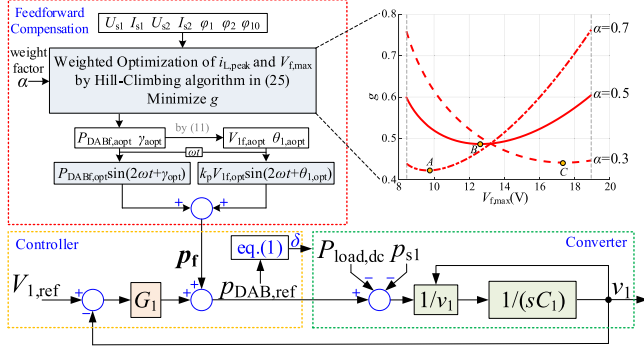 Feedforward
Compensation
U_s1 I_s1 U_s2 I_s2 φ_1 φ_2 φ_10
weight
factor
α
Weighted Optimization of i_L,peak and V_f,max
by Hill-Climbing algorithm in (25)
Minimize g
P_DABf,aopt γ_aopt
by (11)
V_1f,aopt θ_1,aopt
ωt
P_DABf,opt sin(2ωt+γ_opt)
k_p V_1f,opt sin(2ωt+θ_1,opt)
+ +
g
0.8
0.7
0.6
0.5
0.4
8 10 12 14 16 18 20
V_f,max(V)
A
B
C
α=0.7
α=0.5
α=0.3
Controller
Converter
p_f
eq.(1)
δ
P_load,dc p_s1
V_1,ref
+
−
G_1
+ +
p_DAB,ref
+ − −
1/v_1
1/(sC_1)
v_1